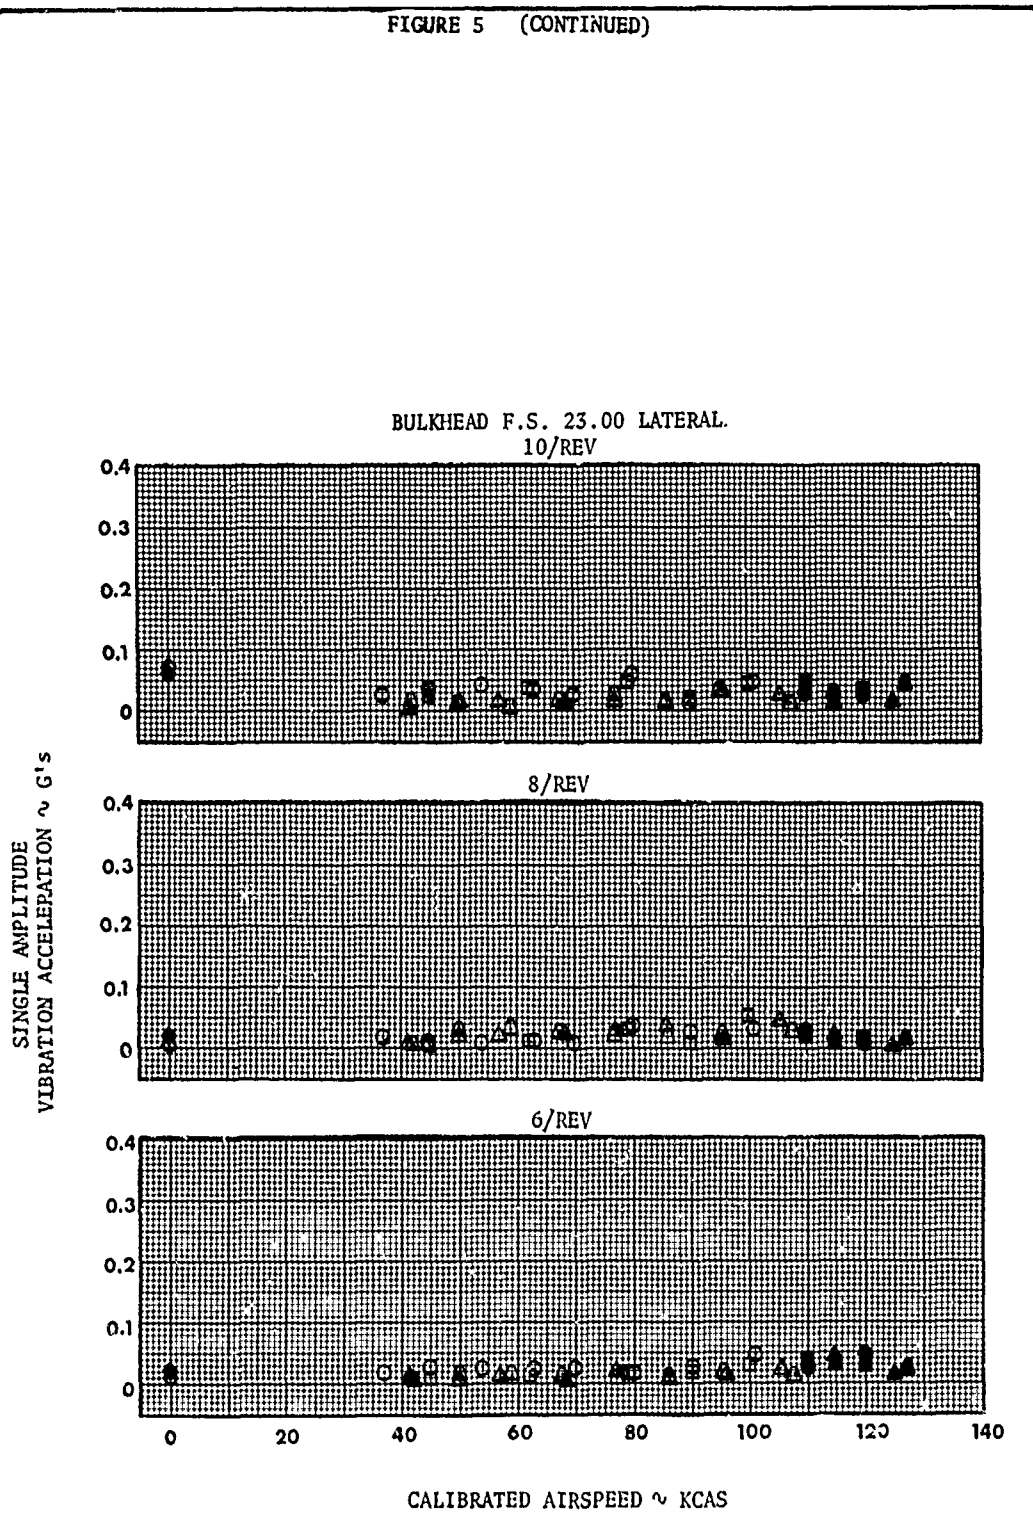 FIGURE 5 (CONTINUED)
BULKHEAD F.S. 23.00 LATERAL.
10/REV
0.4
0.3
0.2
0.1
0
8/REV
0.4
0.3
0.2
0.1
0
SINGLE AMPLITUDE
VIBRATION ACCELERATION ~ G's
6/REV
0.4
0.3
0.2
0.1
0
0 20 40 60 80 100 120 140
CALIBRATED AIRSPEED ~ KCAS